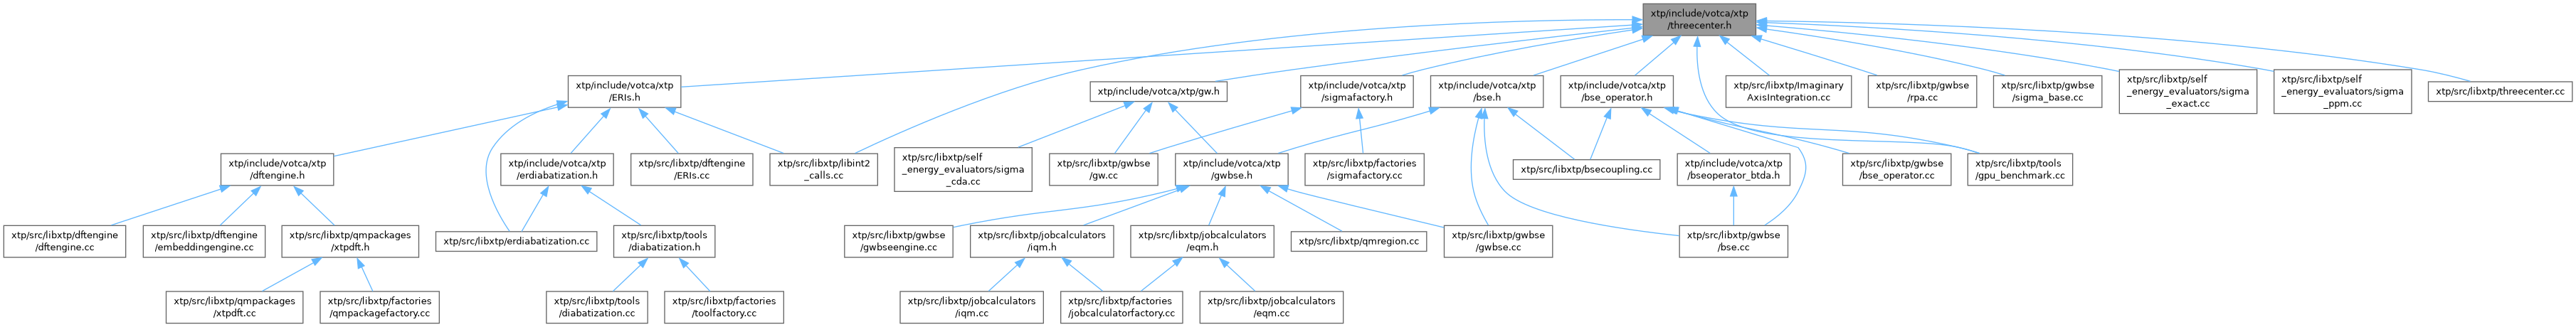 xtp/include/votca/xtp
/threecenter.h
xtp/include/votca/xtp
/ERIs.h
xtp/include/votca/xtp/gw.h
xtp/include/votca/xtp
/sigmafactory.h
xtp/include/votca/xtp
/bse.h
xtp/include/votca/xtp
/bse_operator.h
xtp/src/libxtp/Imaginary
AxisIntegration.cc
xtp/src/libxtp/gwbse
/rpa.cc
xtp/src/libxtp/gwbse
/sigma_base.cc
xtp/src/libxtp/self
_energy_evaluators/sigma
_exact.cc
xtp/src/libxtp/self
_energy_evaluators/sigma
_ppm.cc
xtp/src/libxtp/threecenter.cc
xtp/include/votca/xtp
/dftengine.h
xtp/include/votca/xtp
/erdiabatization.h
xtp/src/libxtp/dftengine
/ERIs.cc
xtp/src/libxtp/libint2
_calls.cc
xtp/src/libxtp/self
_energy_evaluators/sigma
_cda.cc
xtp/src/libxtp/gwbse
/gw.cc
xtp/include/votca/xtp
/gwbse.h
xtp/src/libxtp/factories
/sigmafactory.cc
xtp/src/libxtp/bsecoupling.cc
xtp/include/votca/xtp
/bseoperator_btda.h
xtp/src/libxtp/gwbse
/bse_operator.cc
xtp/src/libxtp/tools
/gpu_benchmark.cc
xtp/src/libxtp/dftengine
/dftengine.cc
xtp/src/libxtp/dftengine
/embeddingengine.cc
xtp/src/libxtp/qmpackages
/xtpdft.h
xtp/src/libxtp/erdiabatization.cc
xtp/src/libxtp/tools
/diabatization.h
xtp/src/libxtp/gwbse
/gwbseengine.cc
xtp/src/libxtp/jobcalculators
/iqm.h
xtp/src/libxtp/jobcalculators
/eqm.h
xtp/src/libxtp/qmregion.cc
xtp/src/libxtp/gwbse
/gwbse.cc
xtp/src/libxtp/gwbse
/bse.cc
xtp/src/libxtp/qmpackages
/xtpdft.cc
xtp/src/libxtp/factories
/qmpackagefactory.cc
xtp/src/libxtp/tools
/diabatization.cc
xtp/src/libxtp/factories
/toolfactory.cc
xtp/src/libxtp/jobcalculators
/iqm.cc
xtp/src/libxtp/factories
/jobcalculatorfactory.cc
xtp/src/libxtp/jobcalculators
/eqm.cc